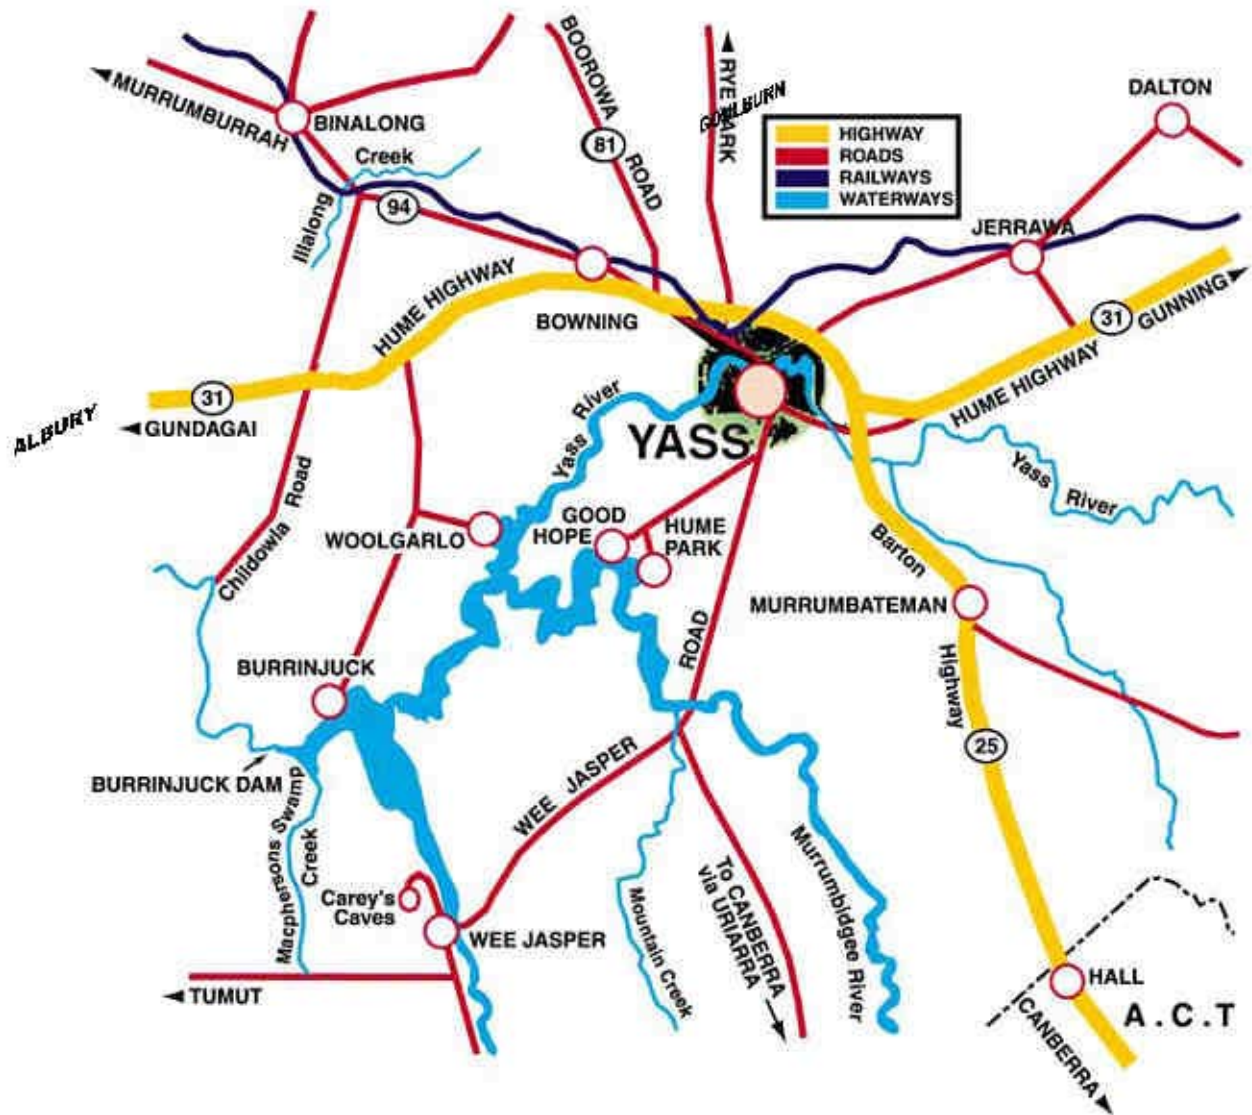 BOOROWA
ROAD
81
RYE PARK
GOULBURN
DALTON
MURRUMBURRAH
BINALONG
HIGHWAY
ROADS
RAILWAYS
WATERWAYS
Creek
Illalong
94
JERRAWA
HUME HIGHWAY
BOWNING
31
GUNNING
HUME HIGHWAY
31
ALBURY
GUNDAGAI
Yass River
YASS
Yass River
Childowla Road
WOOLGARLO
GOOD
HOPE
HUME
PARK
Barton
MURRUMBATEMAN
ROAD
BURRINJUCK
Highway
25
BURRINJUCK DAM
WEE JASPER
Macphersons Swamp
Creek
Carey's
Caves
WEE JASPER
To CANBERRA
via URIARRA
Mountain Creek
Murrumbidgee River
TUMUT
HALL
A.C.T
CANBERRA